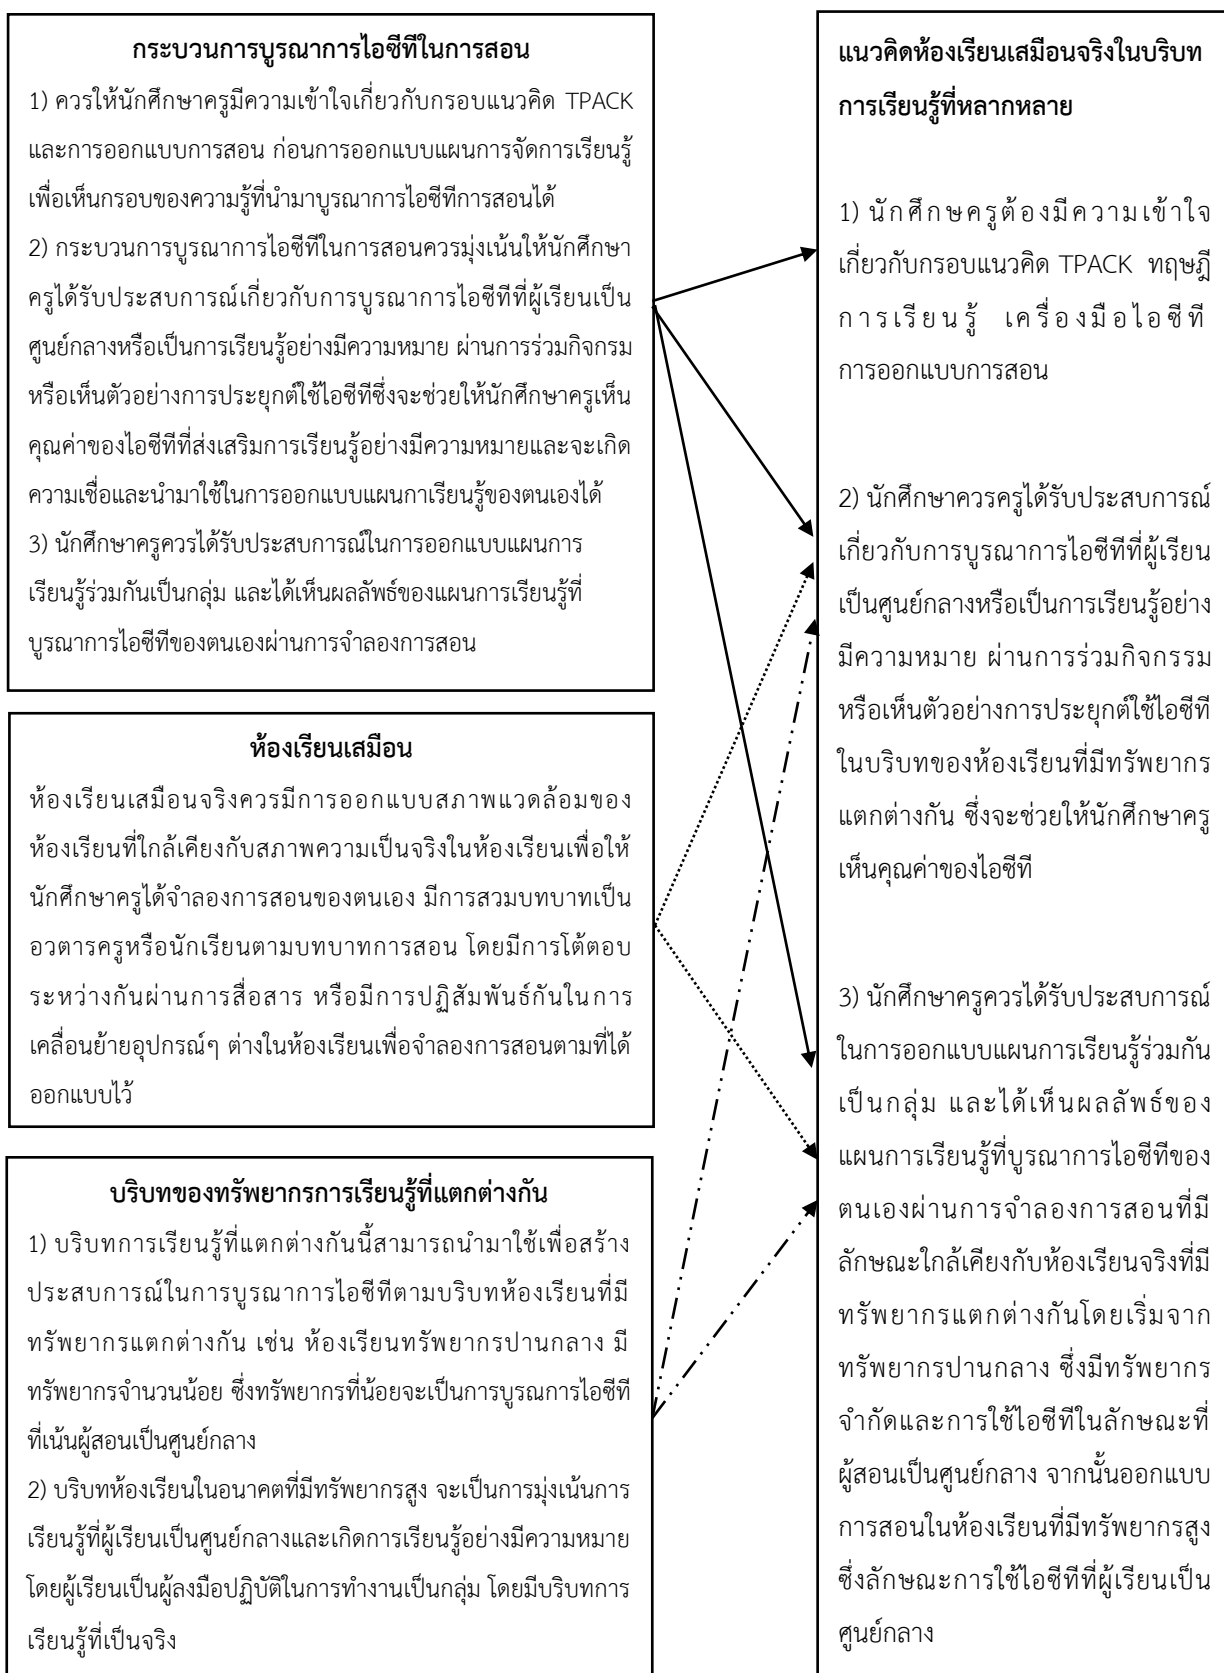 กระบวนการบูรณาการไอซีทีในการสอน
1) ควรให้นักศึกษาครูมีความเข้าใจเกี่ยวกับกรอบแนวคิด TPACK
และการออกแบบการสอน ก่อนการออกแบบแผนการจัดการเรียนรู้
เพื่อเห็นกรอบของความรู้ที่นำมาบูรณาการไอซีทีการสอนได้
2) กระบวนการบูรณาการไอซีทีในการสอนควรมุ่งเน้นให้นักศึกษา
ครูได้รับประสบการณ์เกี่ยวกับการบูรณาการไอซีทีที่ผู้เรียนเป็น
ศูนย์กลางหรือเป็นการเรียนรู้อย่างมีความหมาย ผ่านการร่วมกิจกรม
หรือเห็นตัวอย่างการประยุกต์ใช้ไอซีทีซึ่งจะช่วยให้นักศึกษาครูเห็น
คุณค่าของไอซีทีที่ส่งเสริมการเรียนรู้อย่างมีความหมายและจะเกิด
ความเชื่อและนำมาใช้ในการออกแบบแผนกาเรียนรู้ของตนเองได้
3) นักศึกษาครูควรได้รับประสบการณ์ในการออกแบบแผนการ
เรียนรู้ร่วมกันเป็นกลุ่ม และได้เห็นผลลัพธ์ของแผนการเรียนรู้ที่
บูรณาการไอซีทีของตนเองผ่านการจำลองการสอน
ห้องเรียนเสมือน
ห้องเรียนเสมือนจริงควรมีการออกแบบสภาพแวดล้อมของ
ห้องเรียนที่ใกล้เคียงกับสภาพความเป็นจริงในห้องเรียนเพื่อให้
นักศึกษาครูได้จำลองการสอนของตนเอง มีการสวมบทบาทเป็น
อวตารครูหรือนักเรียนตามบทบาทการสอน โดยมีการโต้ตอบ
ระหว่างกันผ่านการสื่อสาร หรือมีการปฏิสัมพันธ์กันในการ
เคลื่อนย้ายอุปกรณ์ๆ ต่างในห้องเรียนเพื่อจำลองการสอนตามที่ได้
ออกแบบไว้
บริบทของทรัพยากรการเรียนรู้ที่แตกต่างกัน
1) บริบทการเรียนรู้ที่แตกต่างกันนี้สามารถนำมาใช้เพื่อสร้าง
ประสบการณ์ในการบูรณาการไอซีทีตามบริบทห้องเรียนที่มี
ทรัพยากรแตกต่างกัน เช่น ห้องเรียนทรัพยากรปานกลาง มี
ทรัพยากรจำนวนน้อย ซึ่งทรัพยากรที่น้อยจะเป็นการบูรณการไอซีที
ที่เน้นผู้สอนเป็นศูนย์กลาง
2) บริบทห้องเรียนในอนาคตที่มีทรัพยากรสูง จะเป็นการมุ่งเน้นการ
เรียนรู้ที่ผู้เรียนเป็นศูนย์กลางและเกิดการเรียนรู้อย่างมีความหมาย
โดยผู้เรียนเป็นผู้ลงมือปฏิบัติในการทำงานเป็นกลุ่ม โดยมีบริบทการ
เรียนรู้ที่เป็นจริง
แนวคิดห้องเรียนเสมือนจริงในบริบท
การเรียนรู้ที่หลากหลาย
1) นักศึกษครูต้องมีความเข้าใจ
เกี่ยวกับกรอบแนวคิด TPACK ทฤษฎี
การเรียนรู้ เครื่องมือไอซีที
การออกแบบการสอน
2) นักศึกษาควรครูได้รับประสบการณ์
เกี่ยวกับการบูรณาการไอซีทีที่ผู้เรียน
เป็นศูนย์กลางหรือเป็นการเรียนรู้อย่าง
มีความหมาย ผ่านการร่วมกิจกรรม
หรือเห็นตัวอย่างการประยุกต์ใช้ไอซีที
ในบริบทของห้องเรียนที่มีทรัพยากร
แตกต่างกัน ซึ่งจะช่วยให้นักศึกษาครู
เห็นคุณค่าของไอซีที
3) นักศึกษาครูควรได้รับประสบการณ์
ในการออกแบบแผนการเรียนรู้ร่วมกัน
เป็นกลุ่ม และได้เห็นผลลัพธ์ของ
แผนการเรียนรู้ที่บูรณาการไอซีทีของ
ตนเองผ่านการจำลองการสอนที่มี
ลักษณะใกล้เคียงกับห้องเรียนจริงที่มี
ทรัพยากรแตกต่างกันโดยเริ่มจาก
ทรัพยากรปานกลาง ซึ่งมีทรัพยากร
จำกัดและการใช้ไอซีทีในลักษณะที่
ผู้สอนเป็นศูนย์กลาง จากนั้นออกแบบ
การสอนในห้องเรียนที่มีทรัพยากรสูง
ซึ่งลักษณะการใช้ไอซีทีที่ผู้เรียนเป็น
ศูนย์กลาง